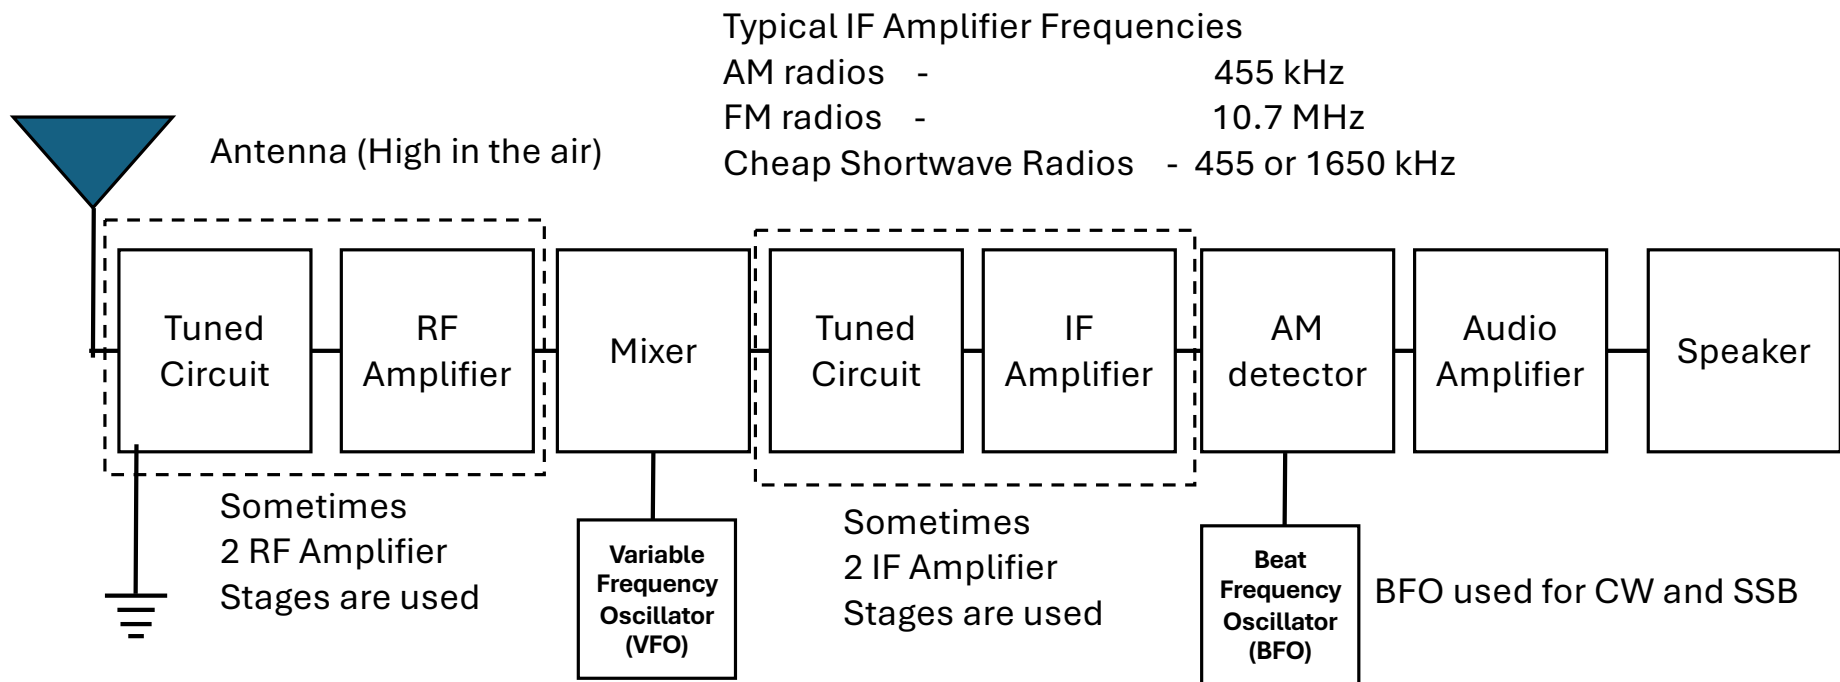 Typical IF Amplifier Frequencies
AM radios - 455 kHz
FM radios - 10.7 MHz
Cheap Shortwave Radios - 455 or 1650 kHz
Antenna (High in the air)
Tuned
Circuit
RF
Amplifier
Mixer
Tuned
Circuit
IF
Amplifier
AM
detector
Audio
Amplifier
Speaker
Sometimes
2 RF Amplifier
Stages are used
Variable
Frequency
Oscillator
(VFO)
Sometimes
2 IF Amplifier
Stages are used
Beat
Frequency
Oscillator
(BFO)
BFO used for CW and SSB